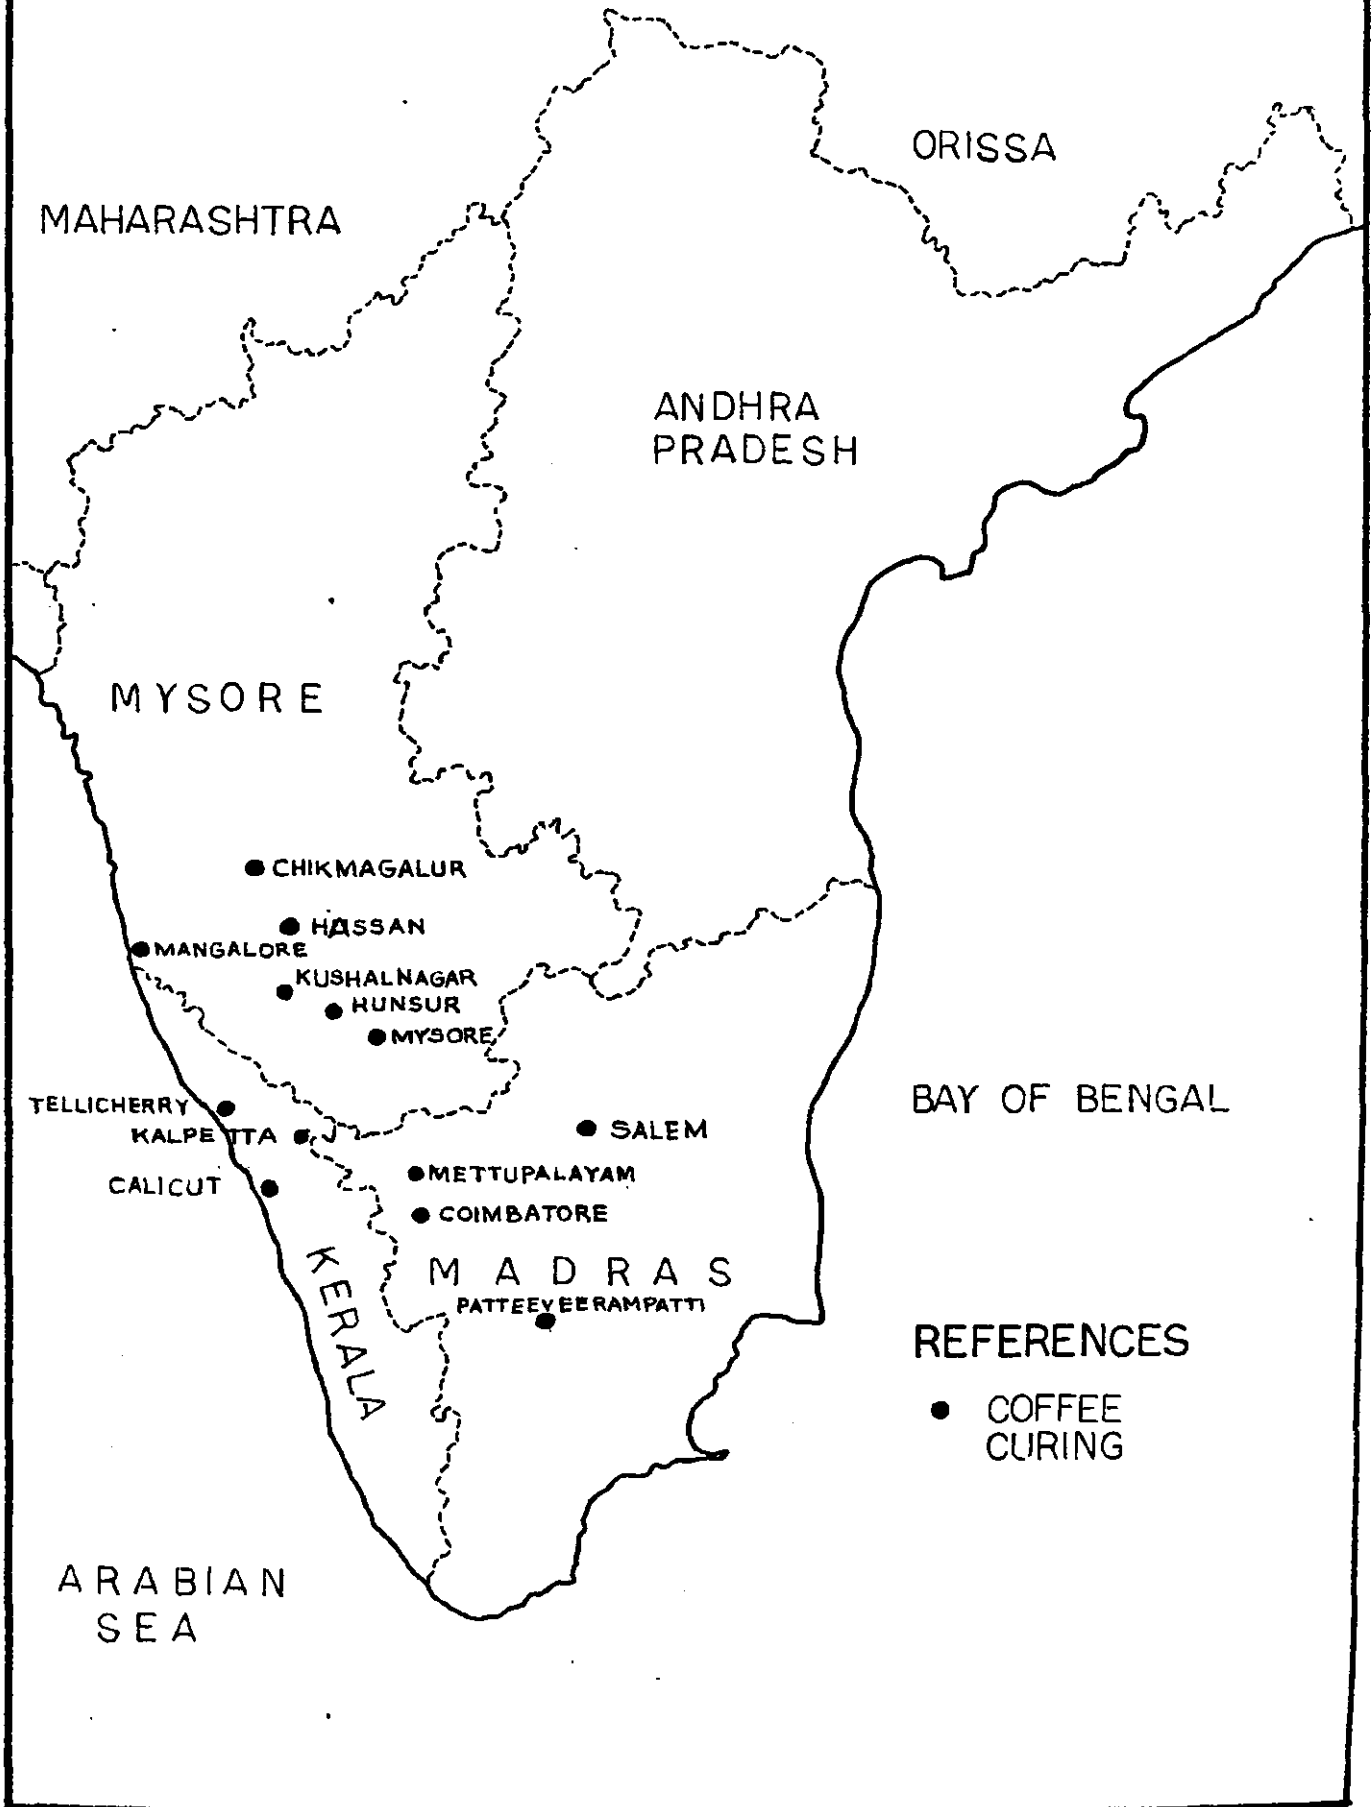 ORISSA
MAHARASHTRA
ANDHRA
PRADESH
MYSORE
CHIKMAGALUR
HASSAN
MANGALORE
KUSHALNAGAR
HUNSUR
MYSORE
TELLICHERRY
KALPETTA
CALICUT
BAY OF BENGAL
SALEM
METTUPALAYAM
COIMBATORE
KERALA
MADRAS
PATTEEVEERAMPATTI
REFERENCES
COFFEE
CURING
ARABIAN
SEA